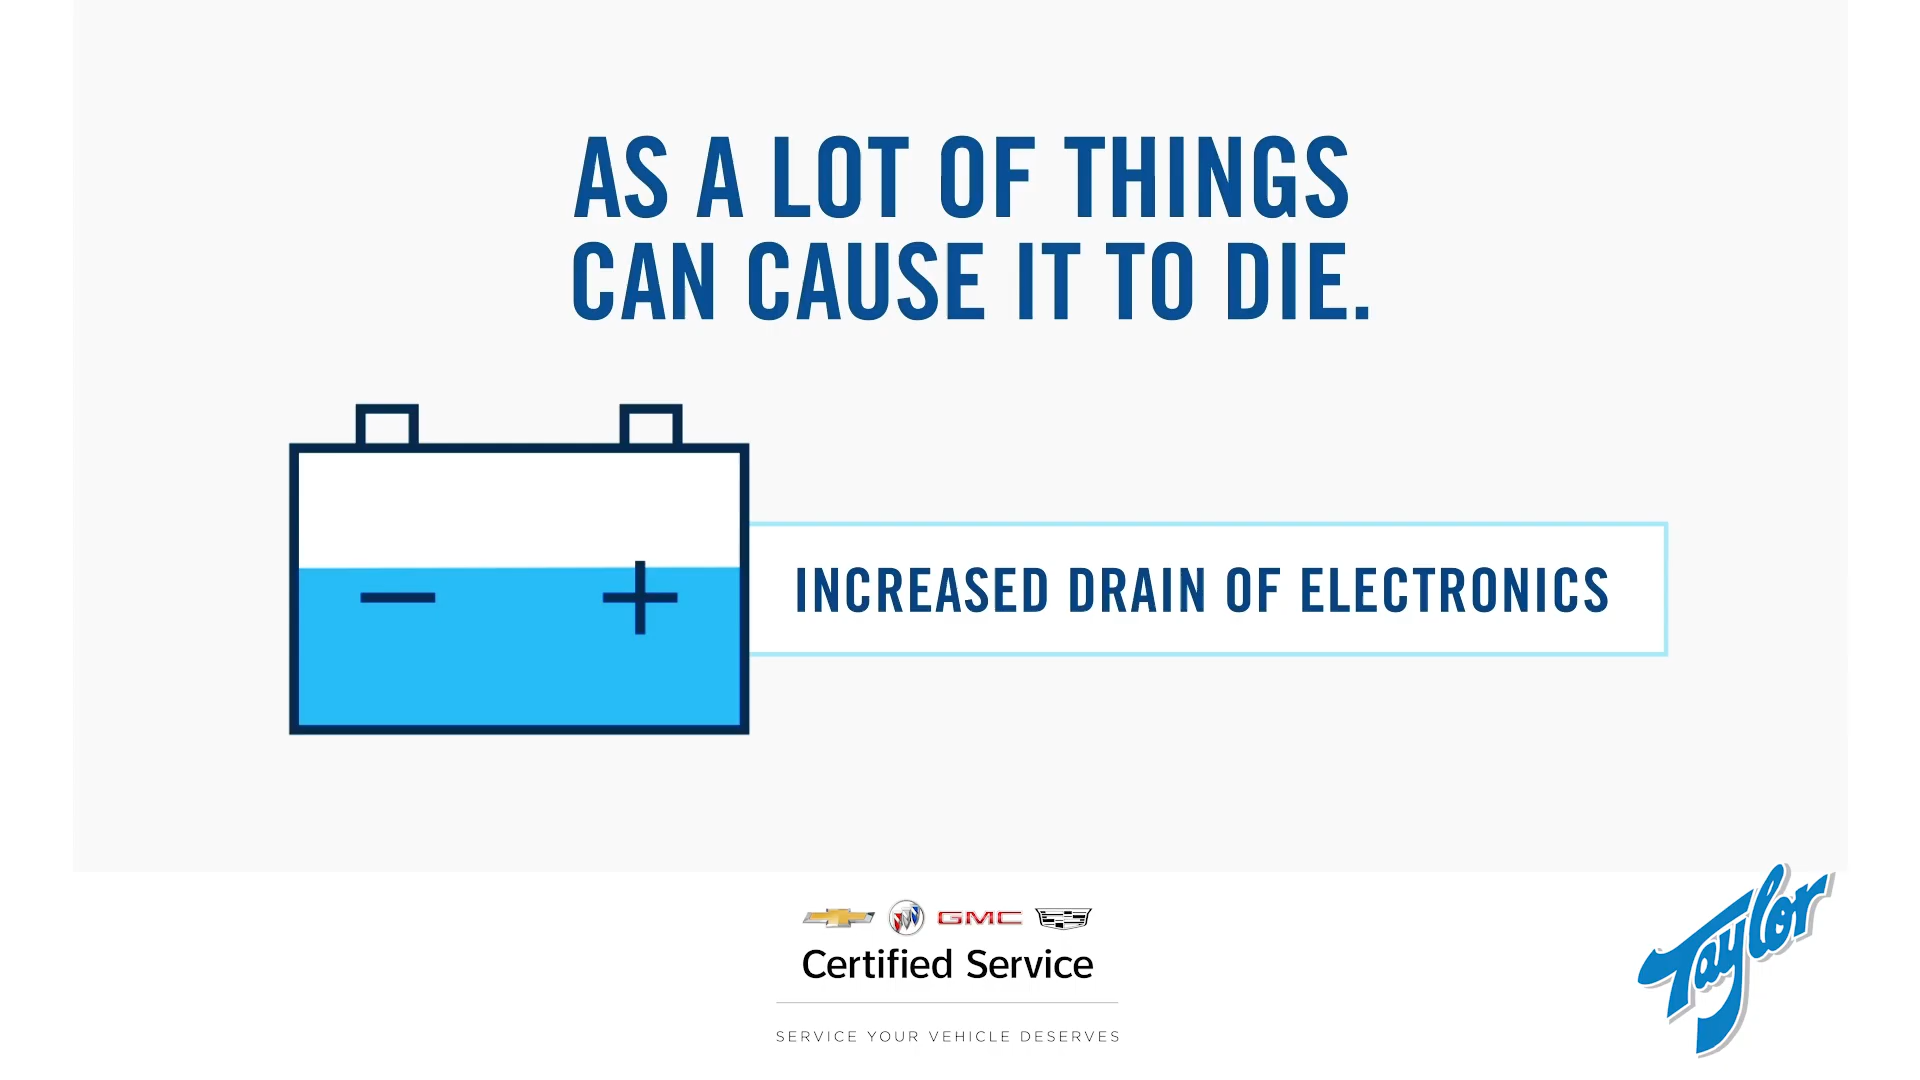 AS A LOT OF THINGS
CAN CAUSE IT TO DIE.
INCREASED DRAIN OF ELECTRONICS
GMC
Certified Service
SERVICE YOUR VEHICLE DESERVES
Taylor